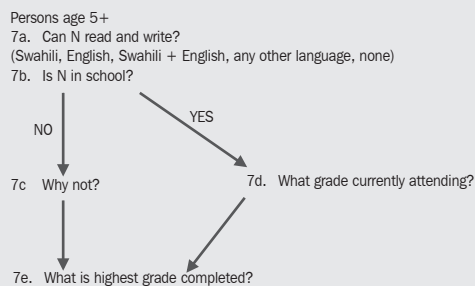 Persons age 5+
7a. Can N read and write?
(Swahili, English, Swahili + English, any other language, none)
7b. Is N in school?
NO
YES
7c Why not?
7d. What grade currently attending?
7e. What is highest grade completed?